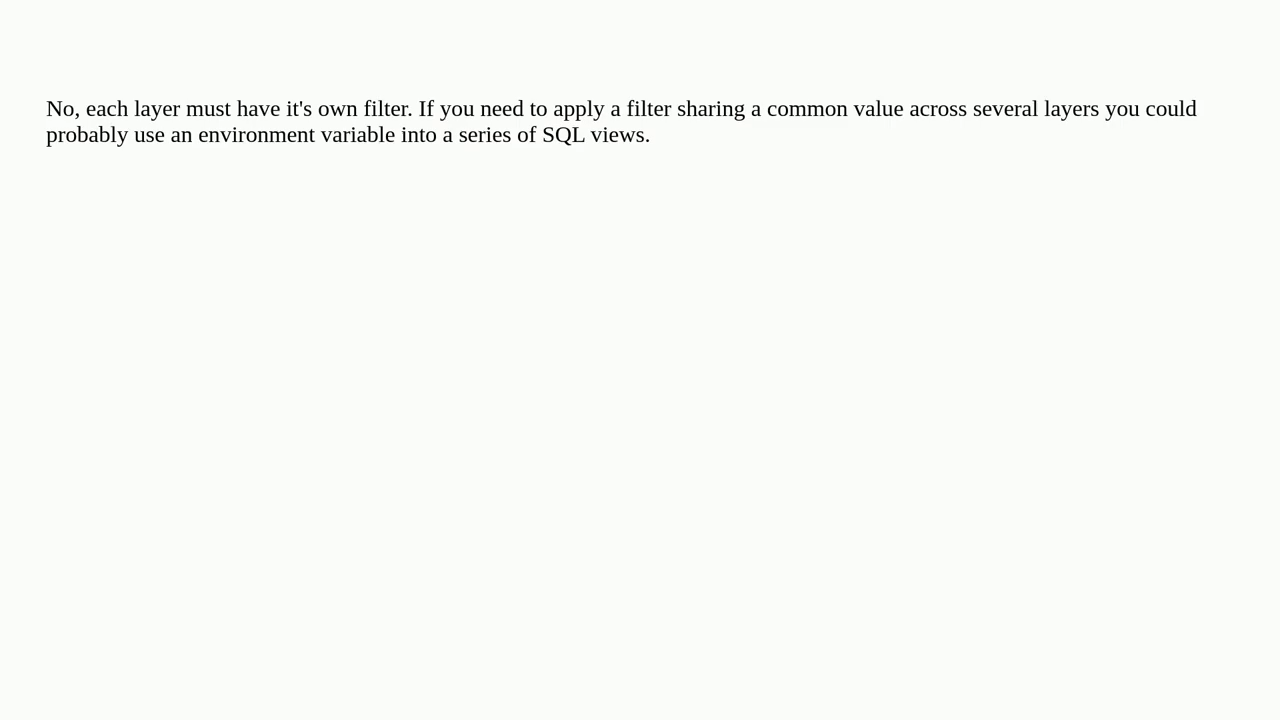 No, each layer must have it's own filter. If you need to apply a filter sharing a common value across several layers you could
probably use an environment variable into a series of SQL views.